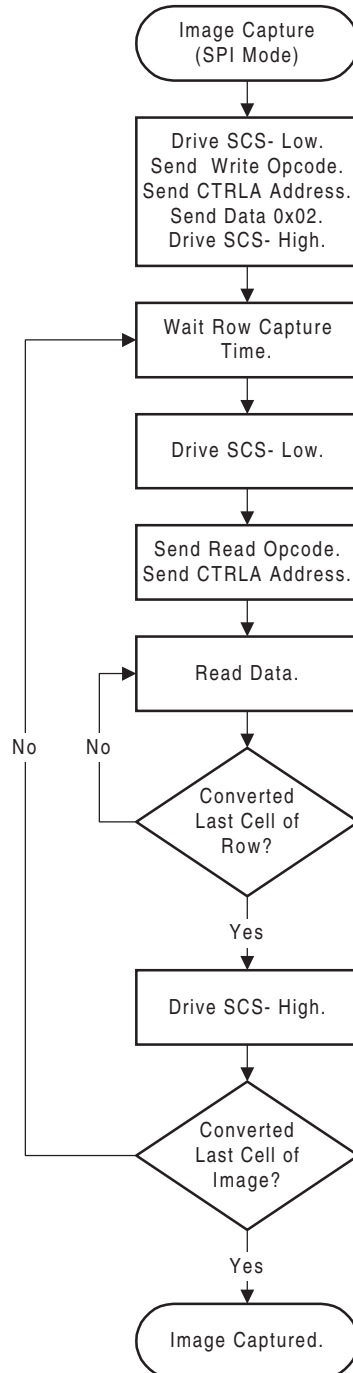 Image Capture
(SPI Mode)
Drive SCS- Low.
Send Write Opcode.
Send CTRLA Address.
Send Data 0x02.
Drive SCS- High.
Wait Row Capture
Time.
Drive SCS- Low.
Send Read Opcode.
Send CTRLA Address.
Read Data.
No
No
Converted
Last Cell of
Row?
Yes
Drive SCS- High.
Converted
Last Cell of
Image?
Yes
Image Captured.